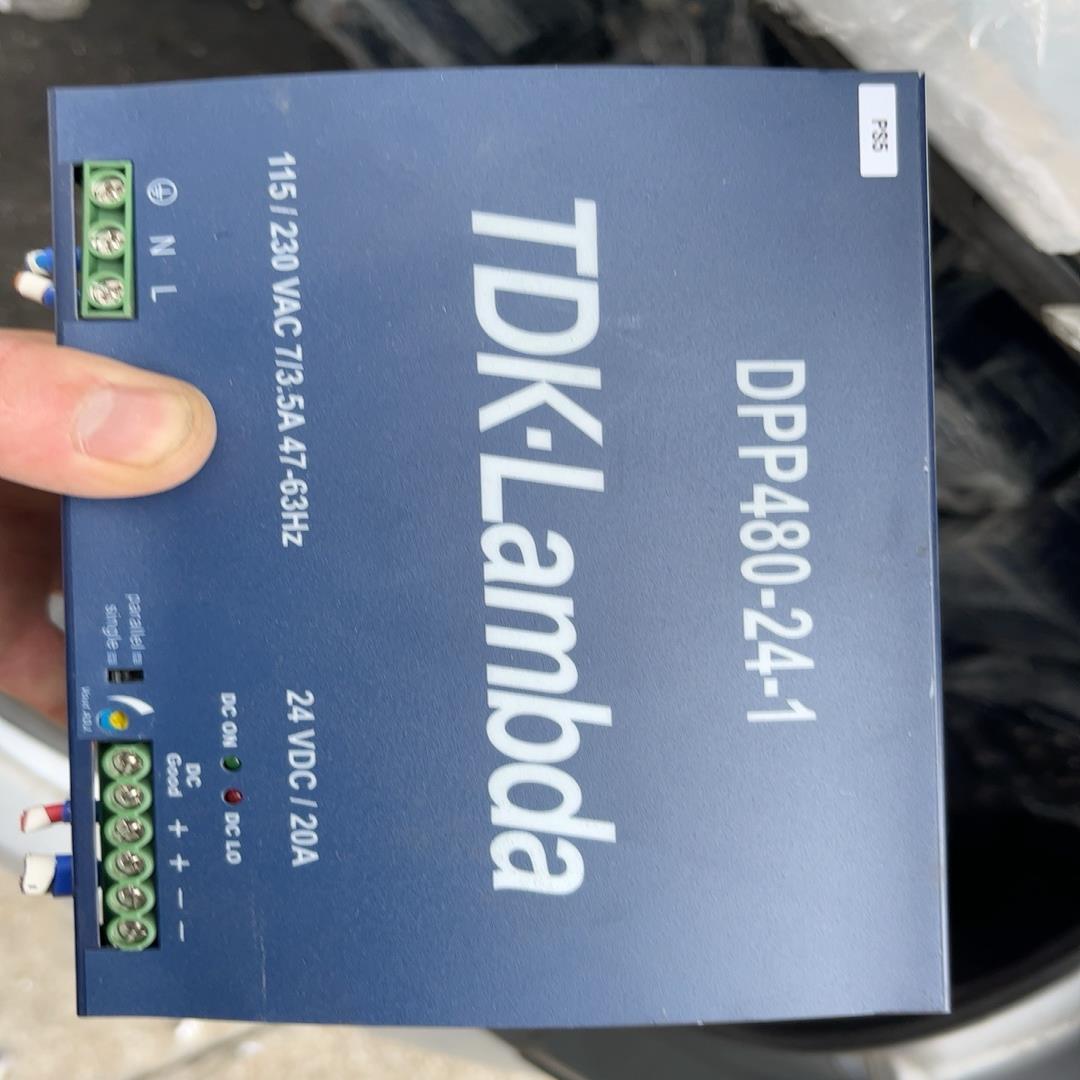 PS5
DPP480-24-1
TDK·Lambda
115 / 230 VAC 7/3.5A 47-63Hz
24 VDC / 20A
DC ON
DC LO
N L
parallel
single
DC
Good
+ + − −